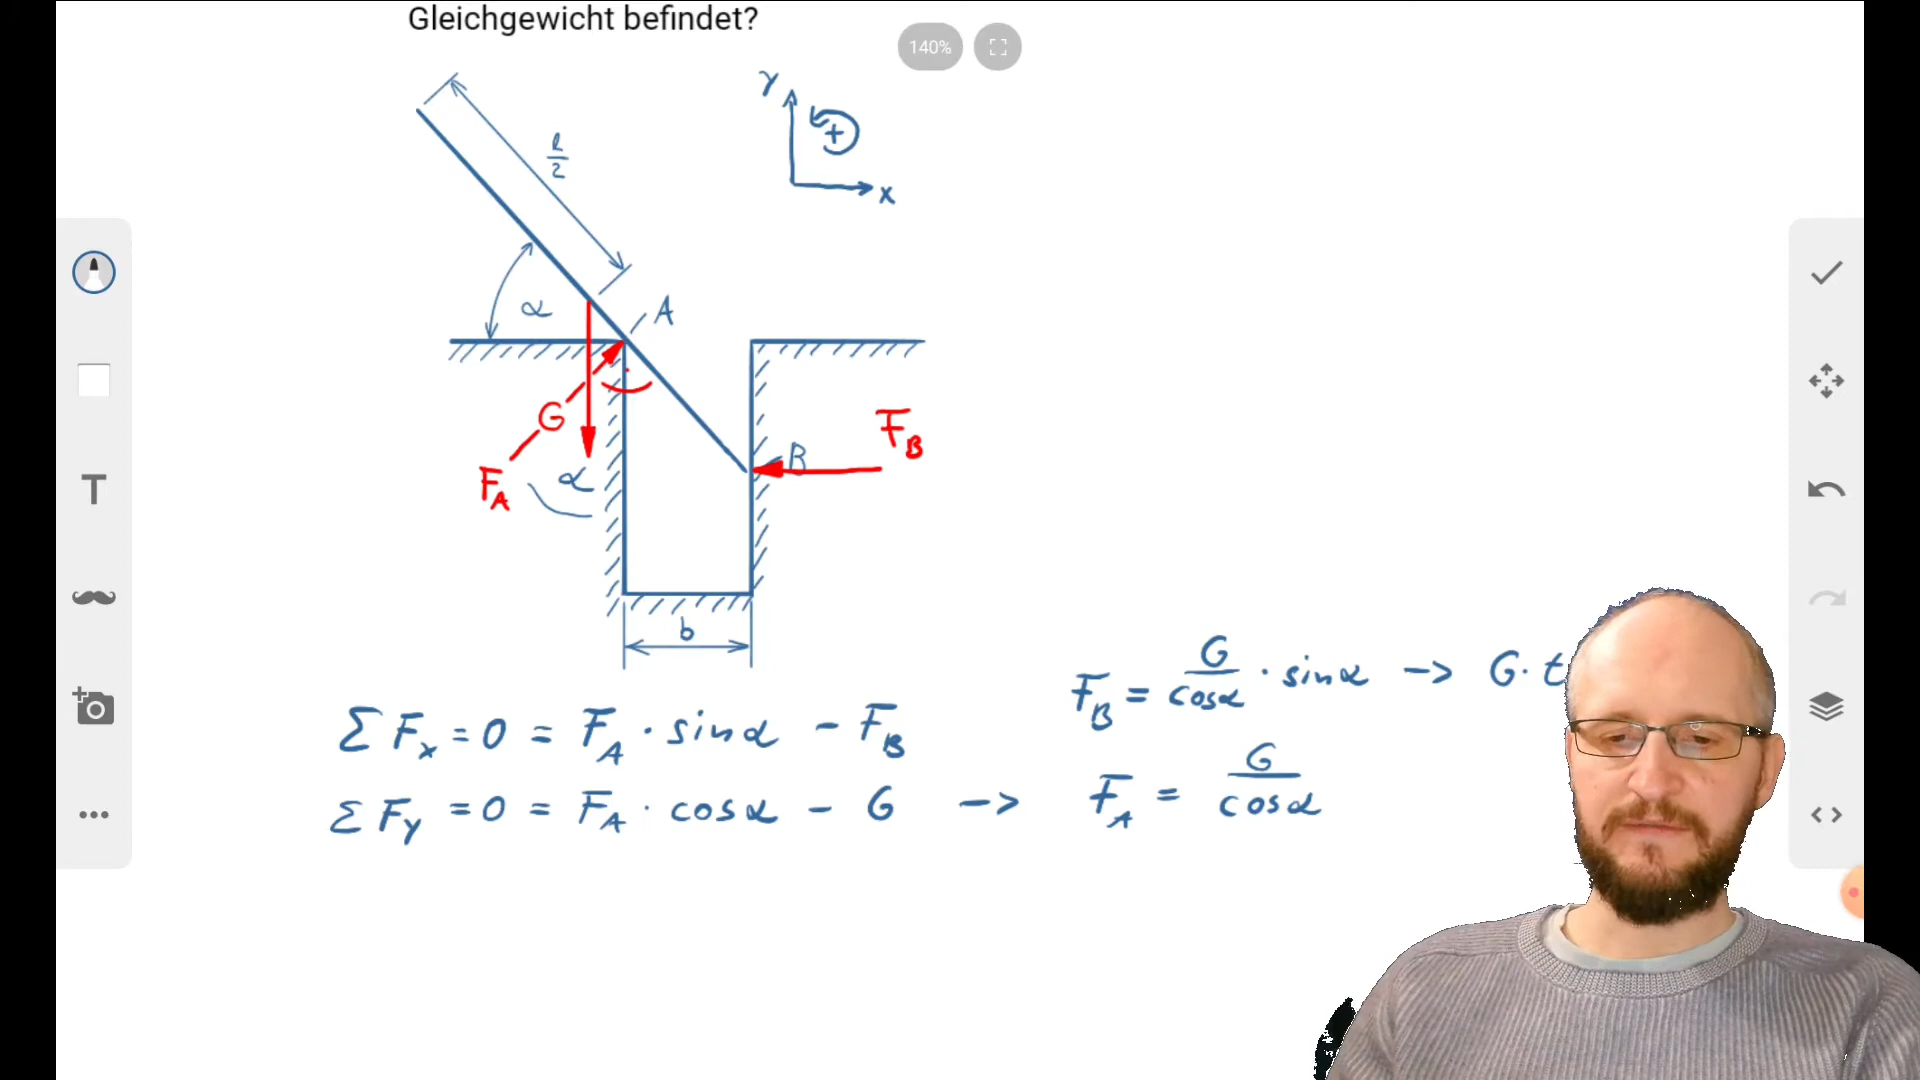 Gleichgewicht befindet?
140%
y
+
x
l/2
α
A
G
F_A
α
B
F_B
b
F_B = G/cosα · sinα -> G · t
ΣF_x = 0 = F_A · sinα - F_B
ΣF_y = 0 = F_A · cosα - G -> F_A = G/cosα
T